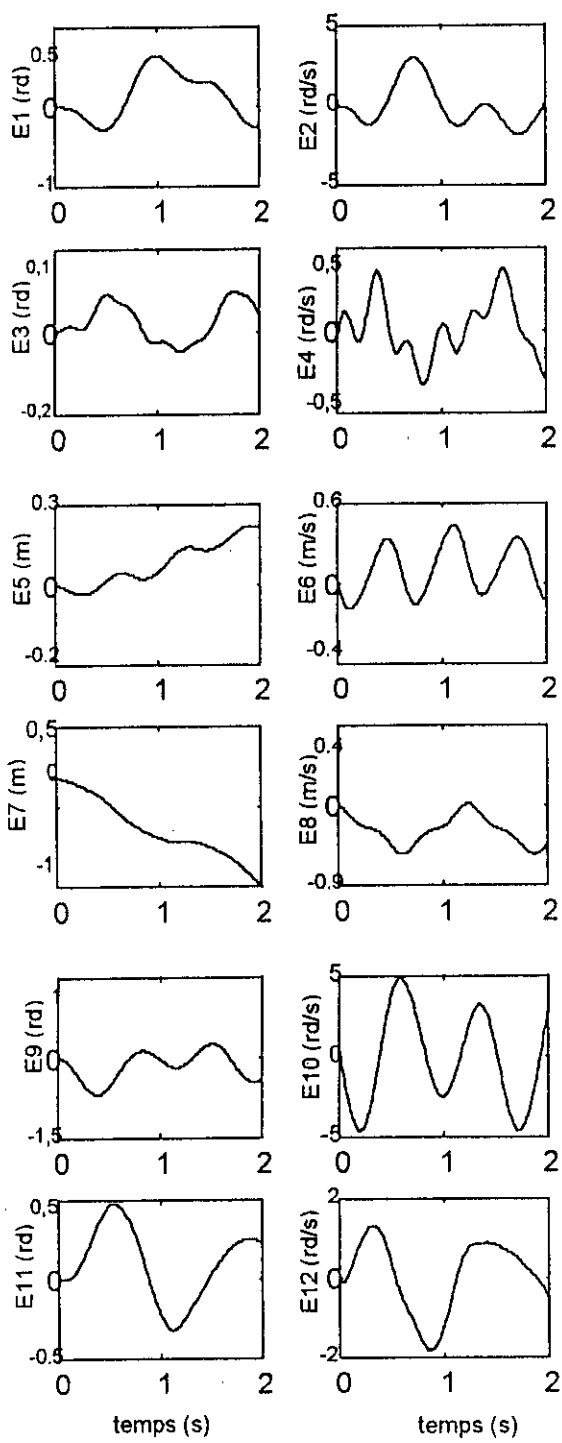 0.5
E1 (rd)
0
-1
0 1 2
5
E2 (rd/s)
0
-5
0 1 2
0,1
E3 (rd)
0
-0,2
0 1 2
0,5
E4 (rd/s)
0
-0,5
0 1 2
0.3
E5 (m)
0
-0.2
0 1 2
0.6
E6 (m/s)
0
-0.4
0 1 2
0,5
E7 (m)
0
-1
0 1 2
0.4
E8 (m/s)
0
-0.9
0 1 2
1
E9 (rd)
0
-1,5
0 1 2
5
E10 (rd/s)
0
-5
0 1 2
0,5
E11 (rd)
0
-0.5
0 1 2
temps (s)
2
E12 (rd/s)
0
-2
0 1 2
temps (s)